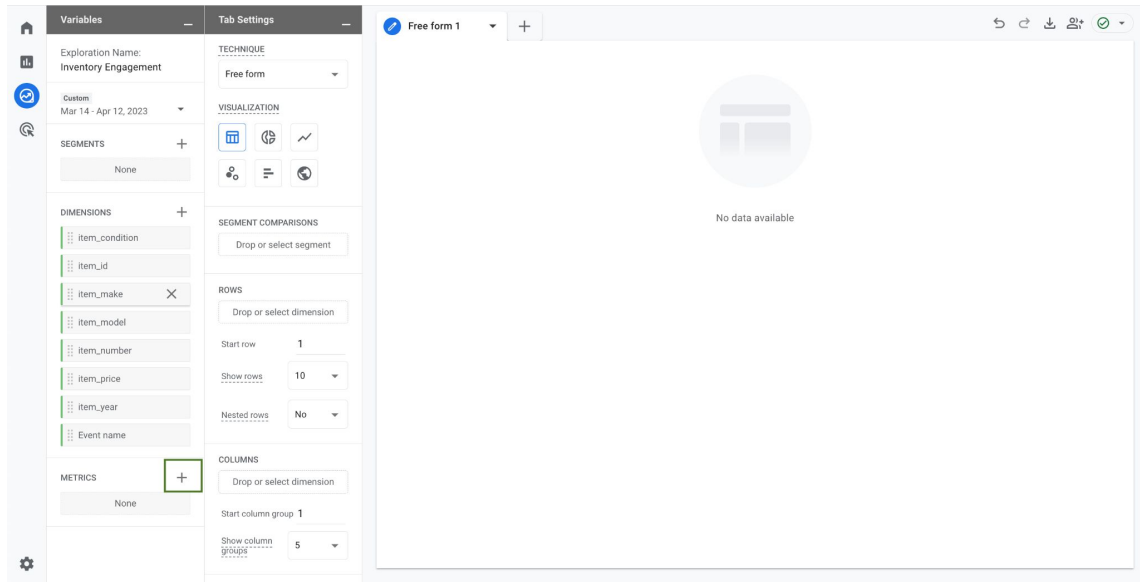 Variables
Exploration Name:
Inventory Engagement
Custom
Mar 14 - Apr 12, 2023
SEGMENTS
None
DIMENSIONS
item_condition
item_id
item_make
item_model
item_number
item_price
item_year
Event name
METRICS
None
Tab Settings
TECHNIQUE
Free form
VISUALIZATION
SEGMENT COMPARISONS
Drop or select segment
ROWS
Drop or select dimension
Start row 1
Show rows 10
Nested rows No
COLUMNS
Drop or select dimension
Start column group 1
Show column
groups 5
Free form 1
No data available